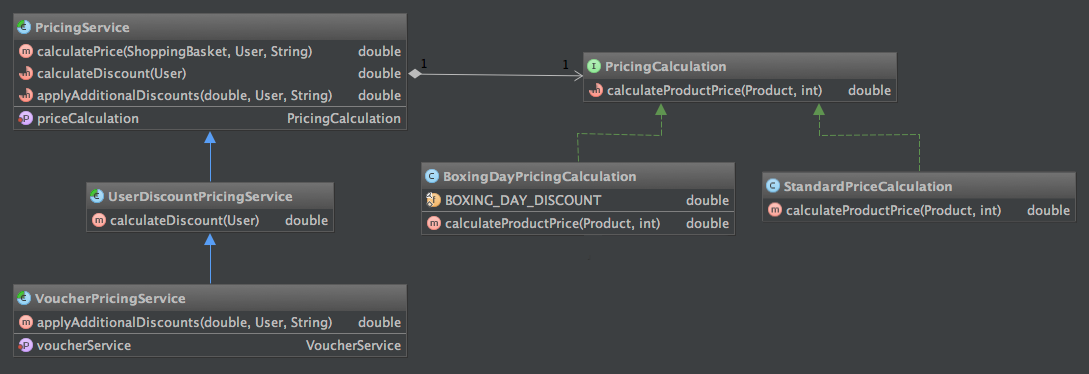 PricingService
calculatePrice(ShoppingBasket, User, String) double
calculateDiscount(User) double
applyAdditionalDiscounts(double, User, String) double
priceCalculation PricingCalculation
1 1
PricingCalculation
calculateProductPrice(Product, int) double
UserDiscountPricingService
calculateDiscount(User) double
BoxingDayPricingCalculation
BOXING_DAY_DISCOUNT double
calculateProductPrice(Product, int) double
StandardPriceCalculation
calculateProductPrice(Product, int) double
VoucherPricingService
applyAdditionalDiscounts(double, User, String) double
voucherService VoucherService